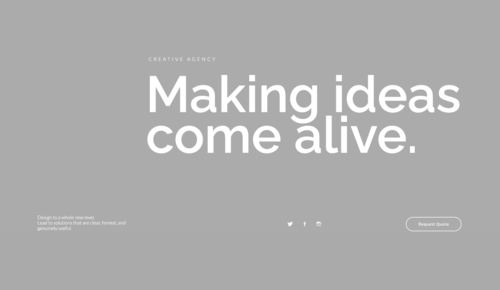 CREATIVE AGENCY
Making ideas
come alive.
Design to a whole new level.
Lead to solutions that are clear, honest, and
genuinely useful.
Request Quote